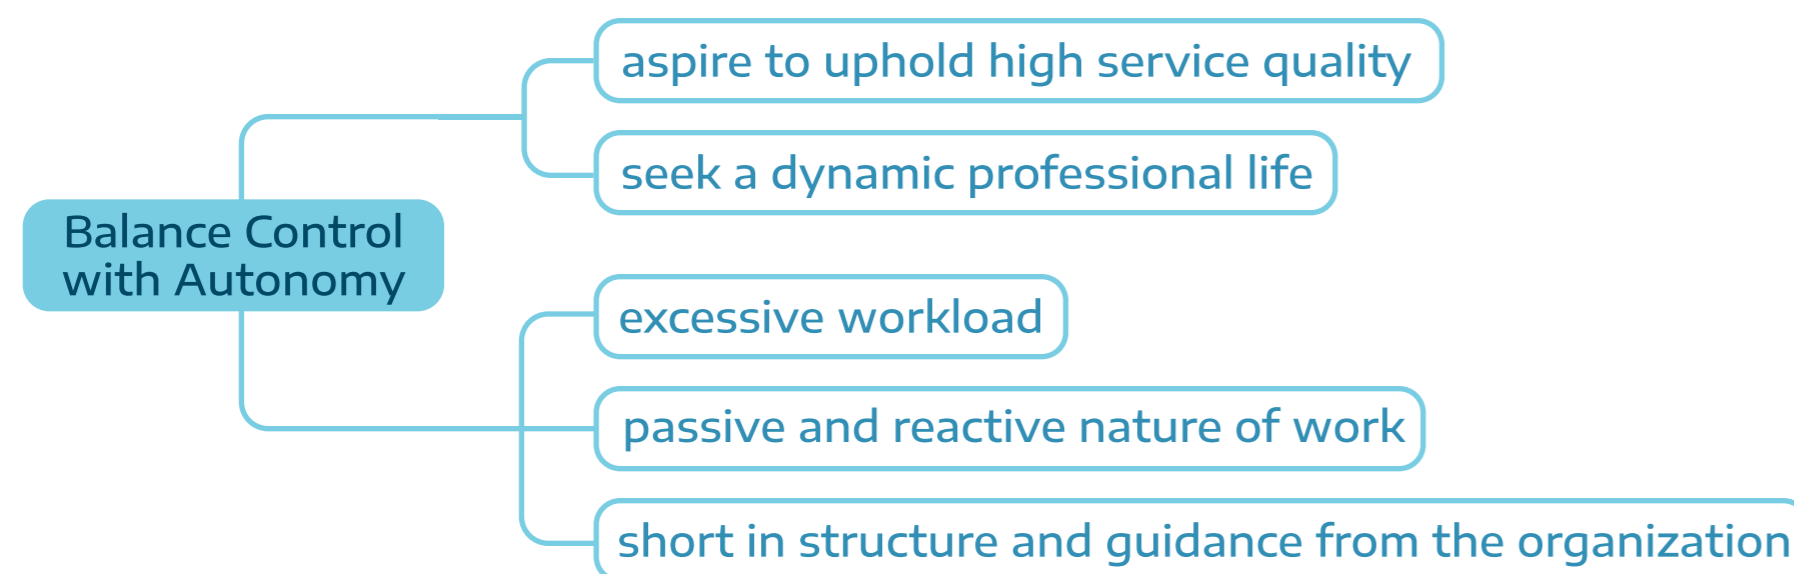 aspire to uphold high service quality
seek a dynamic professional life
Balance Control
with Autonomy
excessive workload
passive and reactive nature of work
short in structure and guidance from the organization